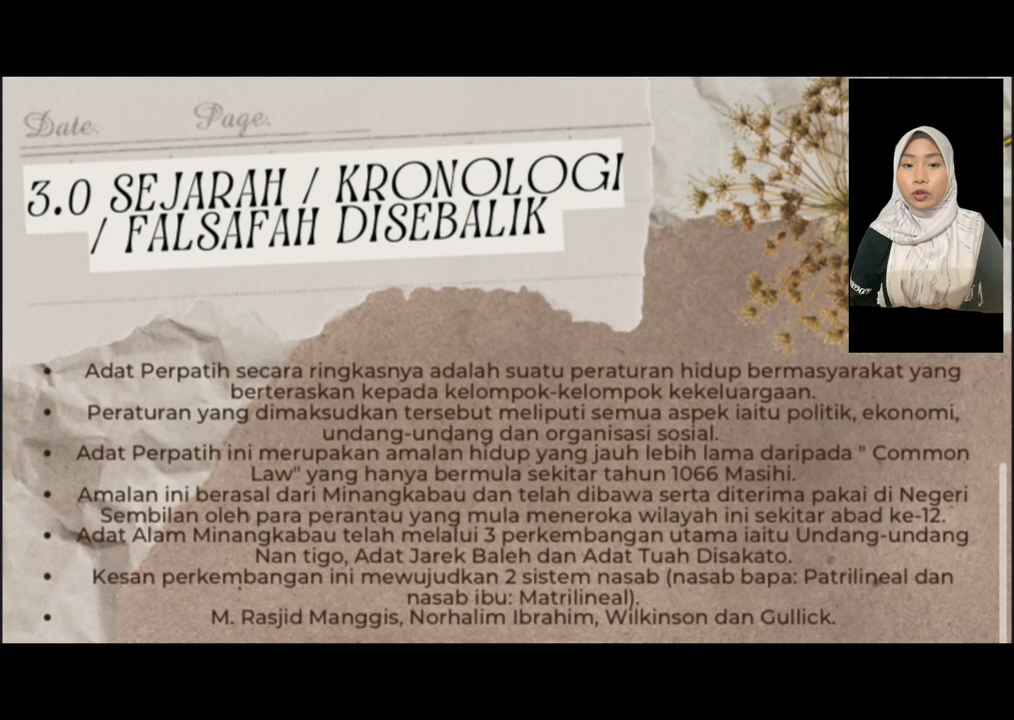 Date. Page.
3.0 SEJARAH / KRONOLOGI
/ FALSAFAH DISEBALIK
• Adat Perpatih secara ringkasnya adalah suatu peraturan hidup bermasyarakat yang
berteraskan kepada kelompok-kelompok kekeluargaan.
• Peraturan yang dimaksudkan tersebut meliputi semua aspek iaitu politik, ekonomi,
undang-undang dan organisasi sosial.
• Adat Perpatih ini merupakan amalan hidup yang jauh lebih lama daripada " Common
Law" yang hanya bermula sekitar tahun 1066 Masihi.
• Amalan ini berasal dari Minangkabau dan telah dibawa serta diterima pakai di Negeri
Sembilan oleh para perantau yang mula meneroka wilayah ini sekitar abad ke-12.
• Adat Alam Minangkabau telah melalui 3 perkembangan utama iaitu Undang-undang
Nan tigo, Adat Jarek Baleh dan Adat Tuah Disakato.
• Kesan perkembangan ini mewujudkan 2 sistem nasab (nasab bapa: Patrilineal dan
nasab ibu: Matrilineal).
• M. Rasjid Manggis, Norhalim Ibrahim, Wilkinson dan Gullick.